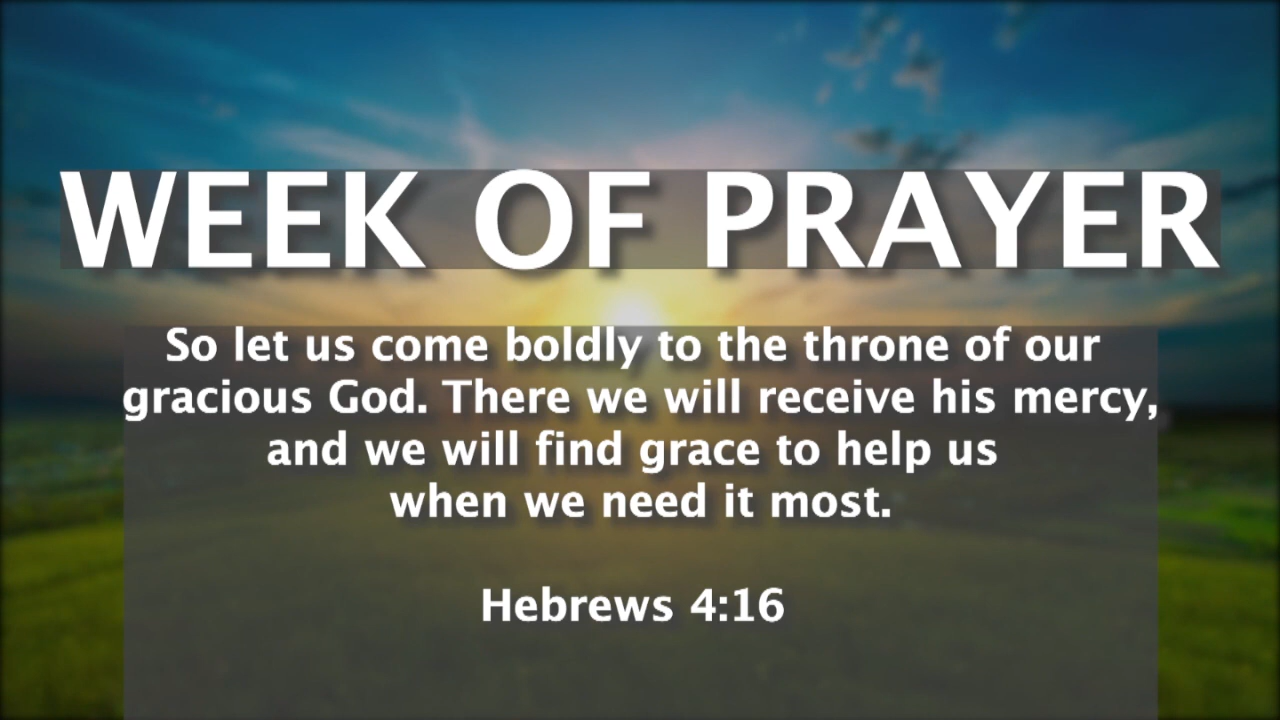 WEEK OF PRAYER
So let us come boldly to the throne of our
gracious God. There we will receive his mercy,
and we will find grace to help us
when we need it most.
Hebrews 4:16